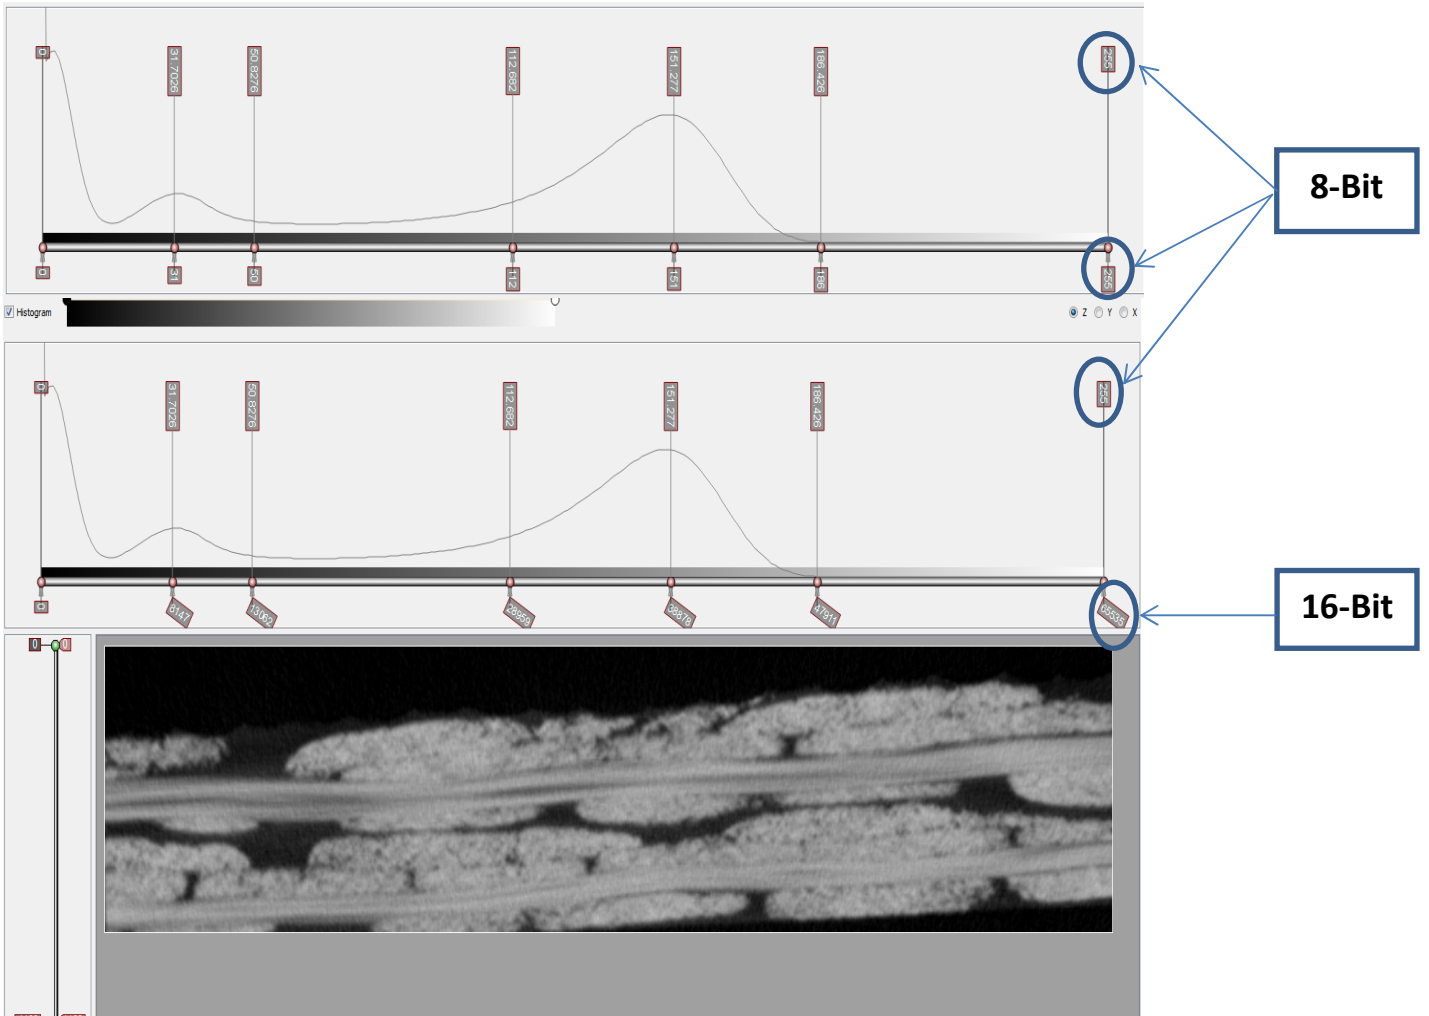 0 31.7026 50.8276 112.682 151.277 186.426 255
8-Bit
0 31 50 112 151 186 255
Histogram Z Y X
0 31.7026 50.8276 112.682 151.277 186.426 255
0 8147 13062 28959 38878 47911 65535
16-Bit
0 0